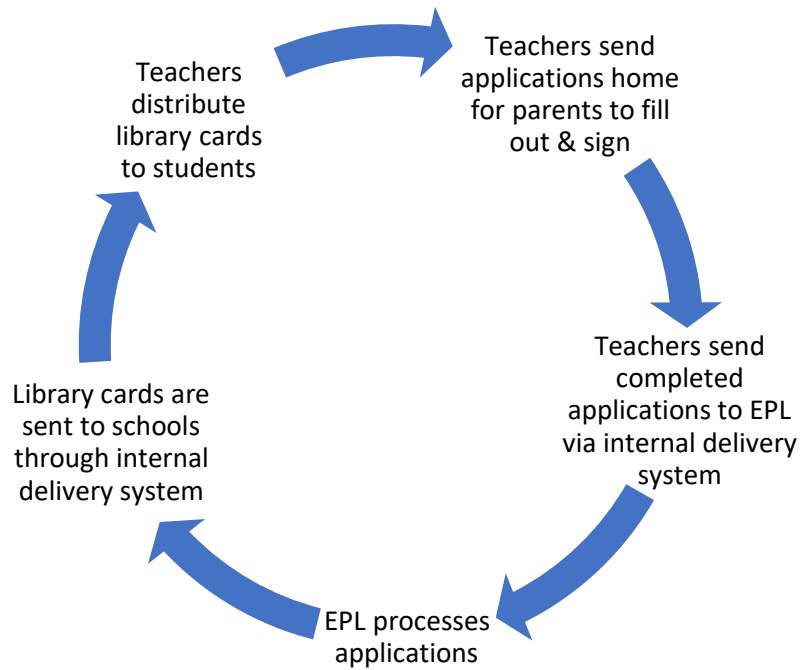 Teachers send
applications home
for parents to fill
out & sign
Teachers send
completed
applications to EPL
via internal delivery
system
EPL processes
applications
Library cards are
sent to schools
through internal
delivery system
Teachers
distribute
library cards
to students